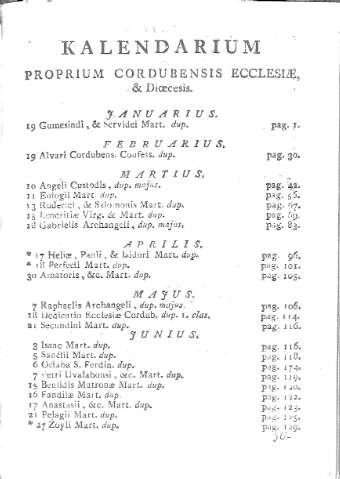 KALENDARIUM
PROPRIUM CORDUBENSIS ECCLESIÆ,
& Diœcesis.
JANUARIUS.
19 Gumesindi, & Servidei Mart. dup. pag. 1.
FEBRUARIUS.
19 Alvari Cordubens. Confess. dup. pag. 30.
MARTIUS.
10 Angeli Custodis, dup. majus. pag. 42.
11 Eulogii Mart. dup. pag. 56.
13 Ruderici, & Salomonis Mart. dup. pag. 67.
15 Leocritiæ Virg. & Mart. dup. pag. 69.
18 Gabrielis Archangeli, dup. majus. pag. 83.
APRILIS.
* 17 Heliæ, Pauli, & Isidori Mart. dup. pag. 96.
* 18 Perfecti Mart. dup. pag. 101.
30 Amatoris, &c. Mart. dup. pag. 105.
MAJUS.
7 Raphaelis Archangeli, dup. majus. pag. 106.
18 Dedicatio Ecclesiæ Cordub, dup. 1. clas. pag. 114.
21 Secundini Mart. dup. pag. 116.
JUNIUS.
3 Isaac Mart. dup. pag. 116.
5 Sanctii Mart. dup. pag. 118.
6 Octava S. Ferdin. dup. pag. 174.
7 Petri Uvalabonsi, &c. Mart. dup. pag. 119.
15 Benildis Matronæ Mart. dup. pag. 120.
16 Fandilæ Mart. dup. pag. 122.
17 Anastasii, &c. Mart. dup. pag. 123.
21 Pelagii Mart. dup. pag. 125.
* 27 Zoyli Mart. dup. pag. 129.
JU-